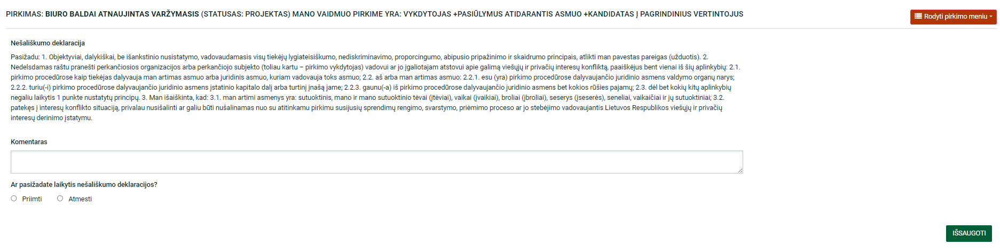 PIRKIMAS: BIURO BALDAI ATNAUJINTAS VARŽYMASIS (STATUSAS: PROJEKTAS) MANO VAIDMUO PIRKIME YRA: VYKDYTOJAS +PASIŪLYMUS ATIDARANTIS ASMUO +KANDIDATAS Į PAGRINDINIUS VERTINTOJUS
Rodyti pirkimo meniu
Nešališkumo deklaracija
Pasižadu: 1. Objektyviai, dalykiškai, be išankstinio nusistatymo, vadovaudamasis visų tiekėjų lygiateisiškumo, nediskriminavimo, proporcingumo, abipusio pripažinimo ir skaidrumo principais, atlikti man pavestas pareigas (užduotis). 2.
Nedelsdamas raštu pranešti perkančiosios organizacijos arba perkančiojo subjekto (toliau kartu – pirkimo vykdytojas) vadovui ar jo įgaliotajam atstovui apie galimą viešųjų ir privačių interesų konfliktą, paaiškėjus bent vienai iš šių aplinkybių: 2.1.
pirkimo procedūrose kaip tiekėjas dalyvauja man artimas asmuo arba juridinis asmuo, kuriam vadovauja toks asmuo; 2.2. aš arba man artimas asmuo: 2.2.1. esu (yra) pirkimo procedūrose dalyvaujančio juridinio asmens valdymo organų narys;
2.2.2. turiu(-i) pirkimo procedūrose dalyvaujančio juridinio asmens įstatinio kapitalo dalį arba turtinį įnašą jame; 2.2.3. gaunu(-a) iš pirkimo procedūrose dalyvaujančio juridinio asmens bet kokios rūšies pajamų; 2.3. dėl bet kokių kitų aplinkybių
negaliu laikytis 1 punkte nustatytų principų. 3. Man išaiškinta, kad: 3.1. man artimi asmenys yra: sutuoktinis, mano ir mano sutuoktinio tėvai (įtėviai), vaikai (įvaikiai), broliai (įbroliai), seserys (įseserės), seneliai, vaikaičiai ir jų sutuoktiniai; 3.2.
patekęs į interesų konflikto situaciją, privalau nusišalinti ar galiu būti nušalinamas nuo su atitinkamu pirkimu susijusių sprendimų rengimo, svarstymo, priėmimo proceso ar jo stebėjimo vadovaujantis Lietuvos Respublikos viešųjų ir privačių
interesų derinimo įstatymu.
Komentaras
Ar pasižadate laikytis nešališkumo deklaracijos?
Priimti Atmesti
IŠSAUGOTI